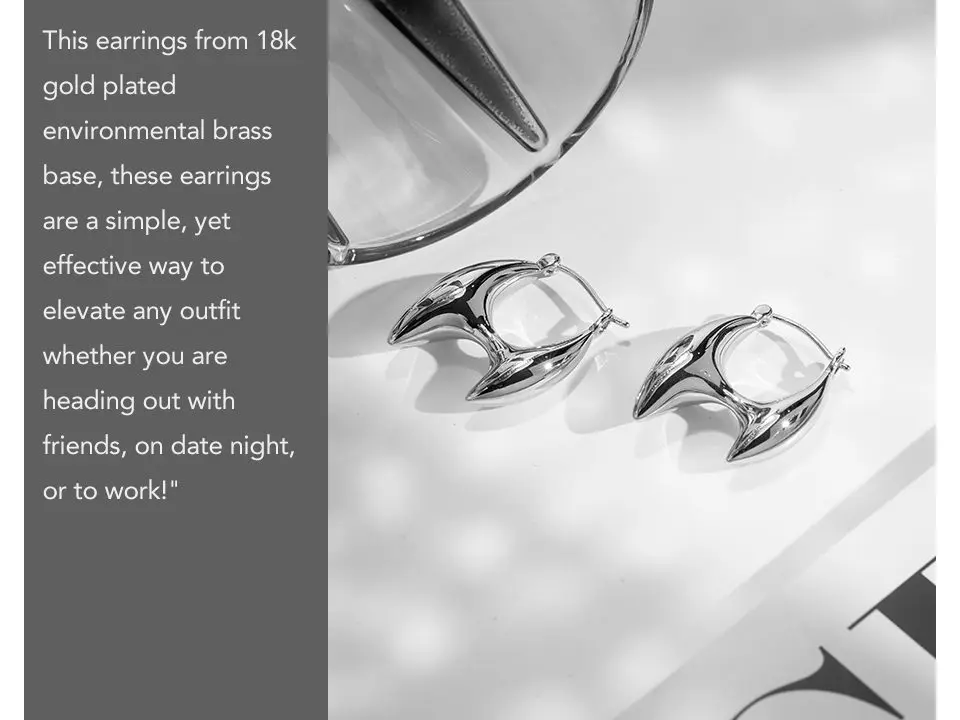 This earrings from 18k
gold plated
environmental brass
base, these earrings
are a simple, yet
effective way to
elevate any outfit
whether you are
heading out with
friends, on date night,
or to work!"